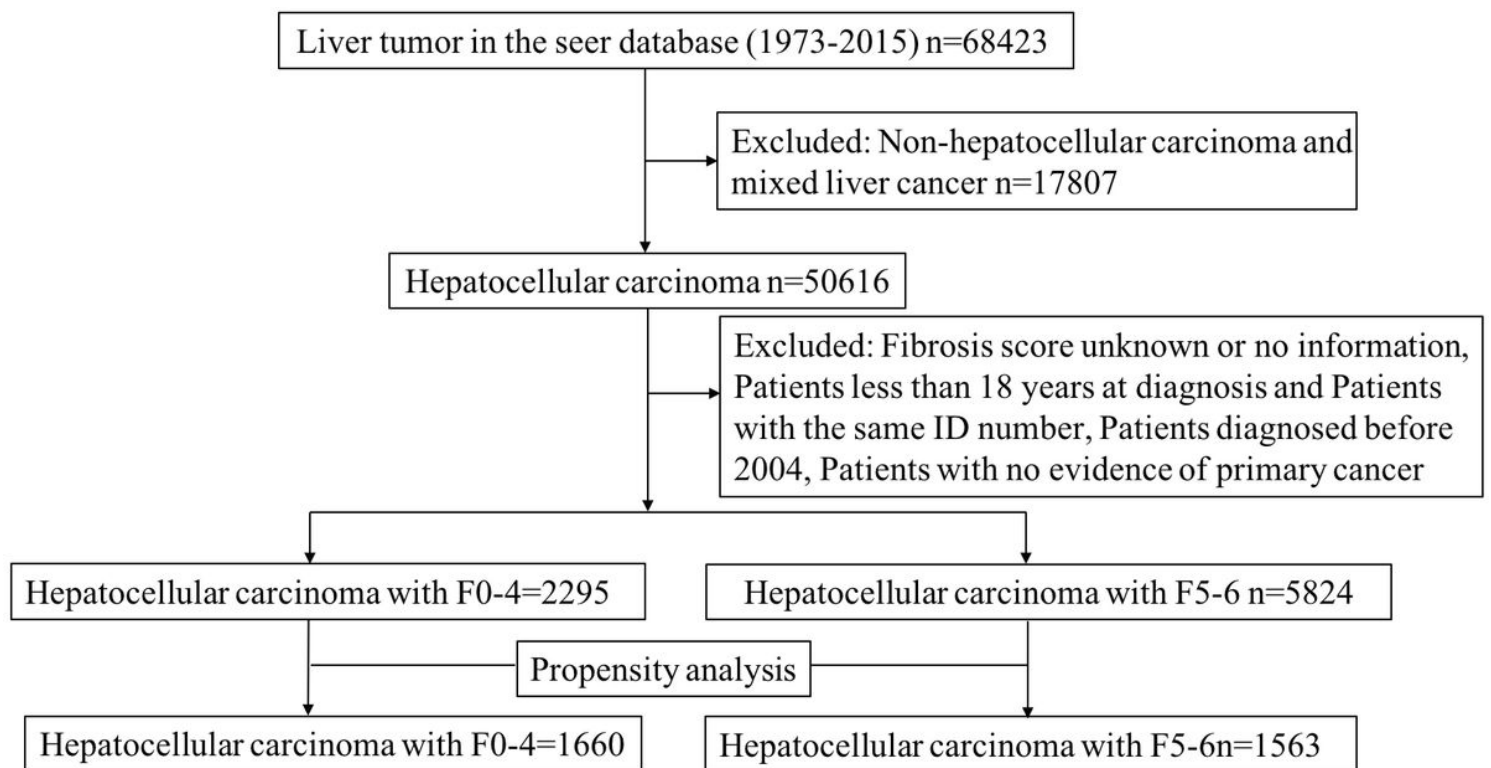 Liver tumor in the seer database (1973-2015) n=68423
Excluded: Non-hepatocellular carcinoma and
mixed liver cancer n=17807
Hepatocellular carcinoma n=50616
Excluded: Fibrosis score unknown or no information,
Patients less than 18 years at diagnosis and Patients
with the same ID number, Patients diagnosed before
2004, Patients with no evidence of primary cancer
Hepatocellular carcinoma with F0-4=2295
Hepatocellular carcinoma with F5-6 n=5824
Propensity analysis
Hepatocellular carcinoma with F0-4=1660
Hepatocellular carcinoma with F5-6n=1563